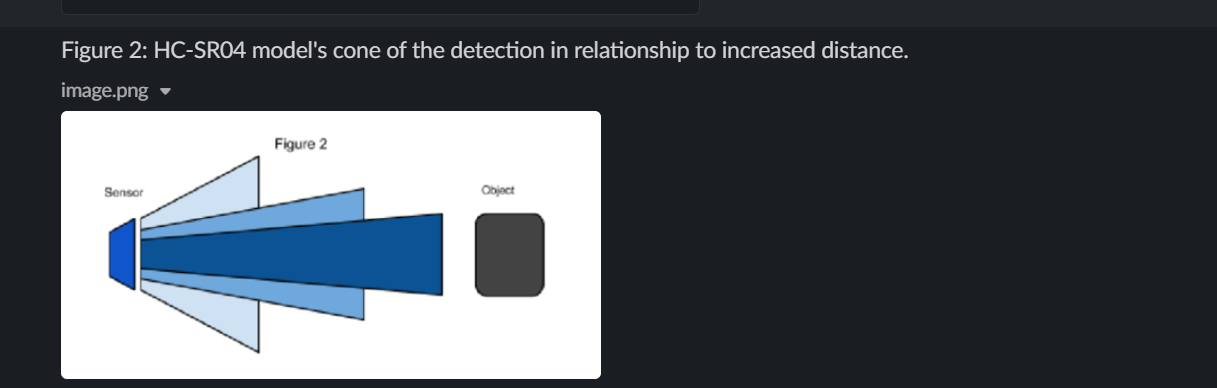 Figure 2: HC-SR04 model's cone of the detection in relationship to increased distance.
image.png
Figure 2
Sensor
Object